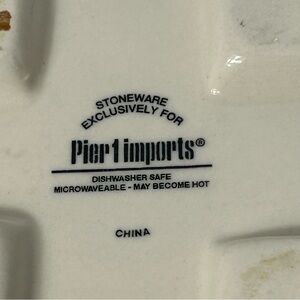 STONEWARE
EXCLUSIVELY FOR
Pier 1 imports®
DISHWASHER SAFE
MICROWAVEABLE - MAY BECOME HOT
CHINA